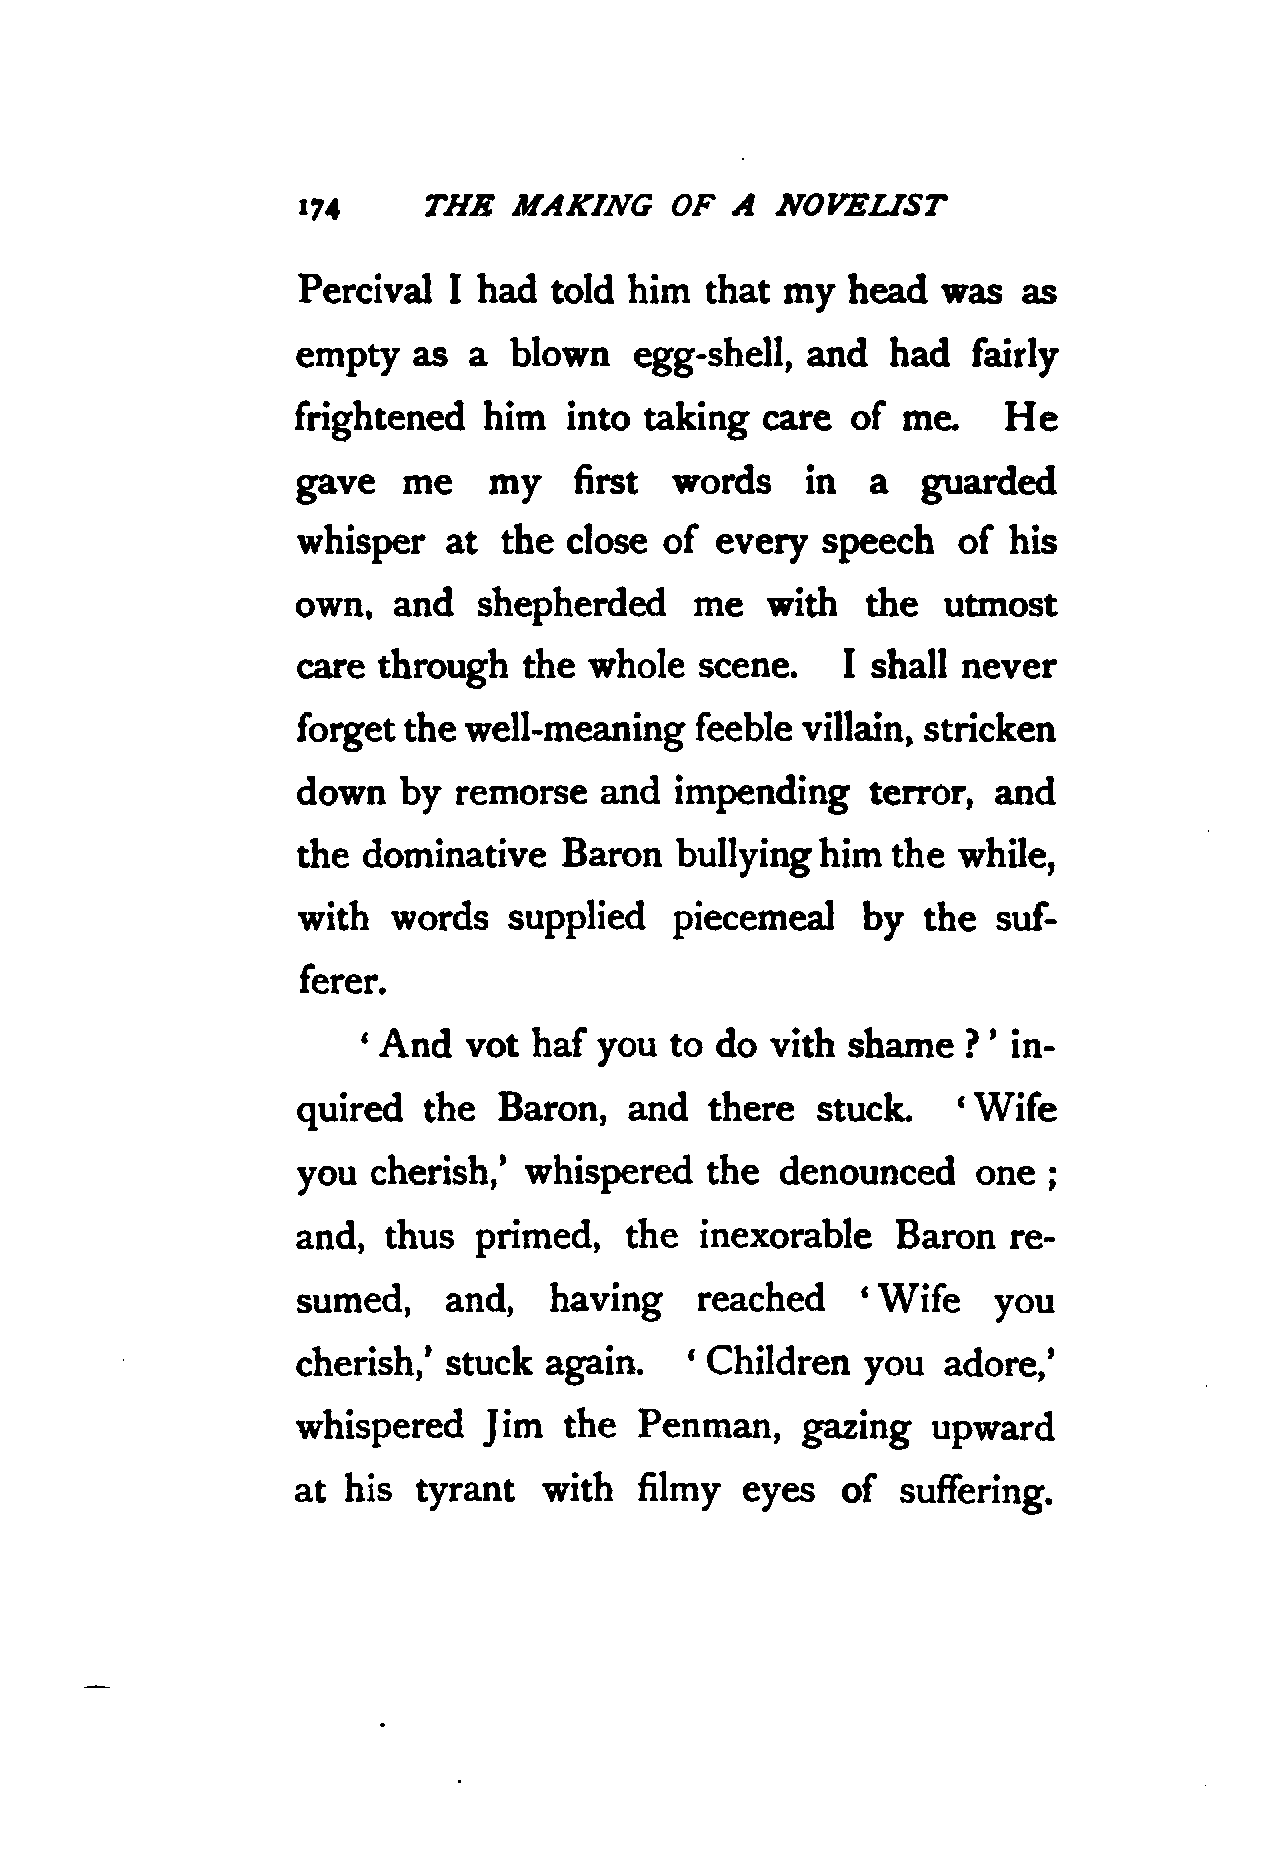 174 THE MAKING OF A NOVELIST
Percival I had told him that my head was as
empty as a blown egg-shell, and had fairly
frightened him into taking care of me. He
gave me my first words in a guarded
whisper at the close of every speech of his
own, and shepherded me with the utmost
care through the whole scene. I shall never
forget the well-meaning feeble villain, stricken
down by remorse and impending terror, and
the dominative Baron bullying him the while,
with words supplied piecemeal by the suf-
ferer.
‘ And vot haf you to do vith shame ? ’ in-
quired the Baron, and there stuck. ‘ Wife
you cherish,’ whispered the denounced one ;
and, thus primed, the inexorable Baron re-
sumed, and, having reached ‘ Wife you
cherish,’ stuck again. ‘ Children you adore,’
whispered Jim the Penman, gazing upward
at his tyrant with filmy eyes of suffering.